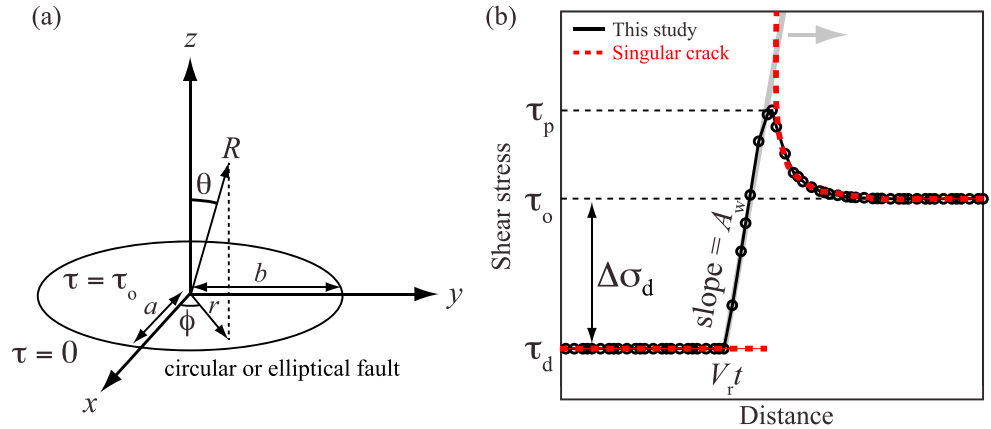 (a)
z
R
θ
τ = τo
b
a
r
y
ϕ
τ = 0
circular or elliptical fault
x
(b)
This study
Singular crack
τp
τo
τd
Shear stress
Δσd
slope = Aw
Vr t
Distance